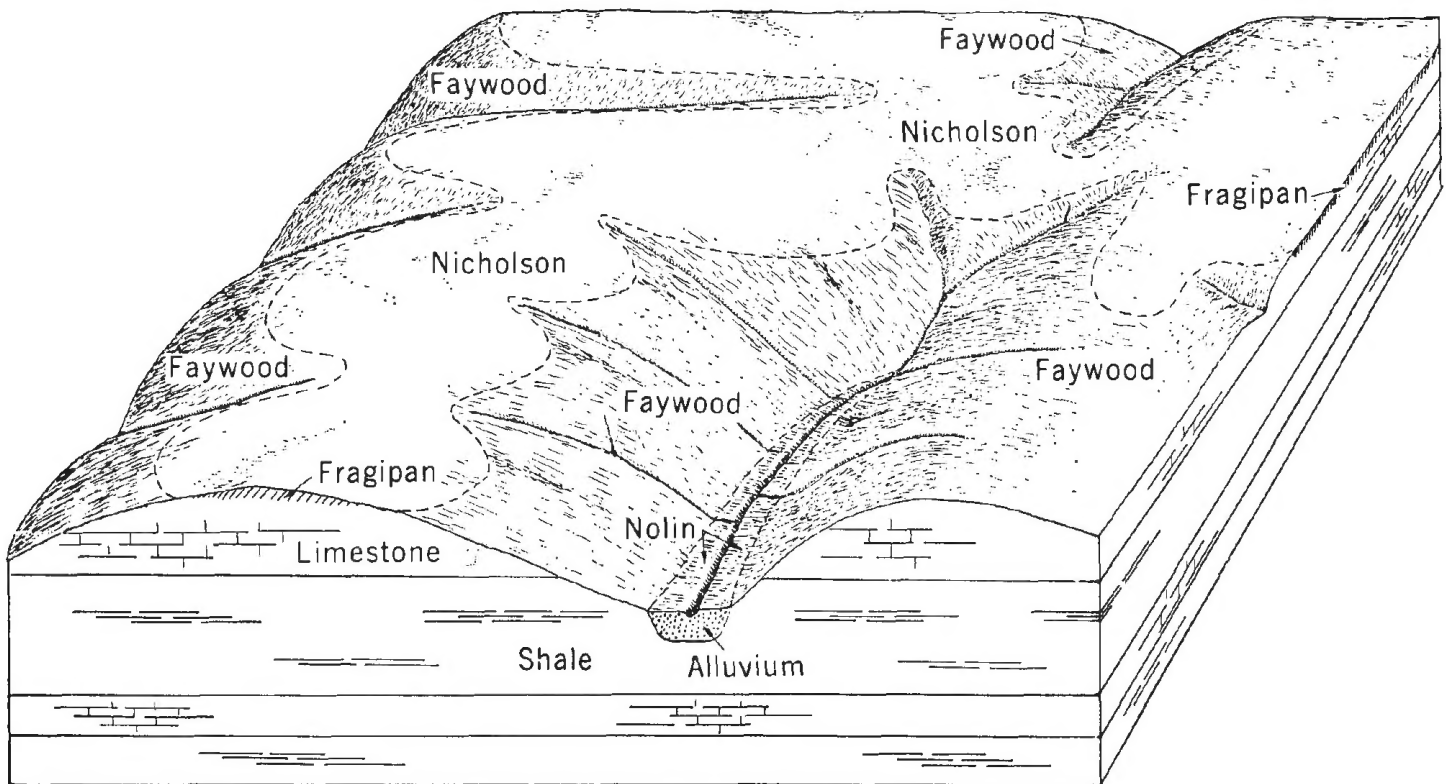 Faywood
Faywood
Nicholson
Fragipan
Nicholson
Faywood
Faywood
Faywood
Fragipan
Nolin
Limestone
Shale
Alluvium